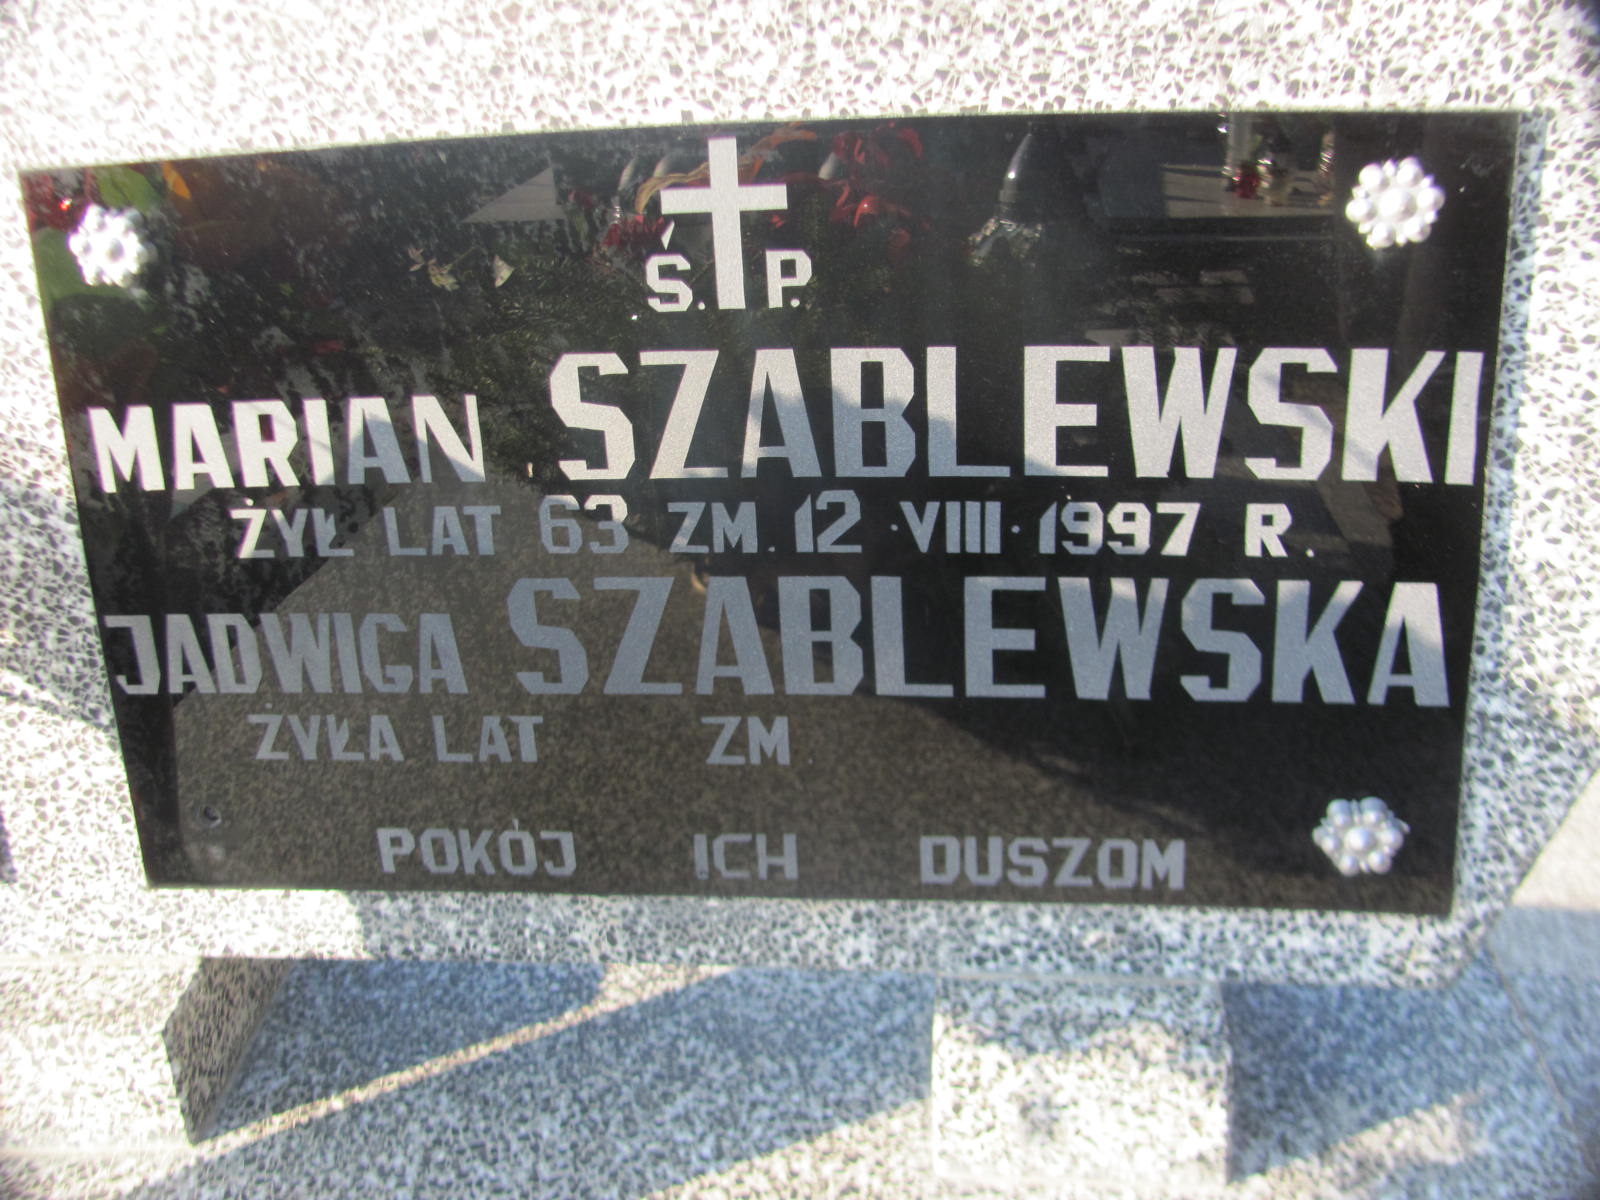 Ś. P.
MARIAN SZABLEWSKI
ŻYŁ LAT 63 ZM. 12 ·VIII· 1997 R.
JADWIGA SZABLEWSKA
ŻYŁA LAT ZM
POKÓJ ICH DUSZOM